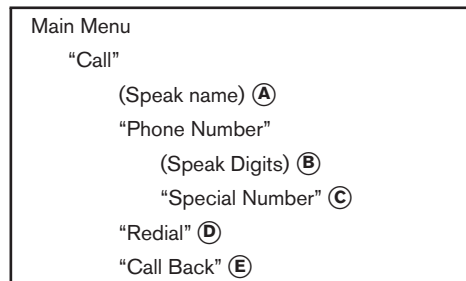 Main Menu
“Call”
(Speak name) Ⓐ
“Phone Number”
(Speak Digits) Ⓑ
“Special Number” Ⓒ
“Redial” Ⓓ
“Call Back” Ⓔ